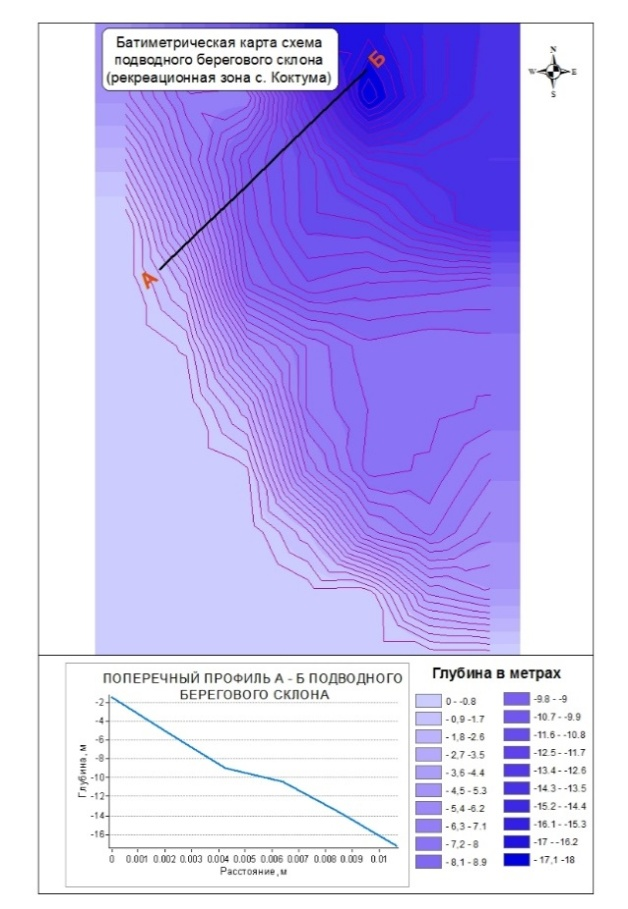 Батиметрическая карта схема
подводного берегового склона
(рекреационная зона с. Коктума)
N
W
E
S
Б
А
ПОПЕРЕЧНЫЙ ПРОФИЛЬ А - Б ПОДВОДНОГО
БЕРЕГОВОГО СКЛОНА
Глубина, м
-2
-4
-6
-8
-10
-12
-14
-16
0 0.001 0.002 0.003 0.004 0.005 0.006 0.007 0.008 0.009 0.01
Расстояние, м
Глубина в метрах
0 - -0.8
- 0,9 -1.7
- 1,8 -2.6
- 2,7 -3.5
- 3,6 -4.4
- 4,5 - 5.3
- 5,4 -6.2
- 6,3 - 7.1
- 7,2 - 8
- 8,1 - 8.9
-9.8 - -9
-10.7 - -9.9
-11.6 - -10.8
-12.5 - -11.7
-13.4 - -12.6
-14.3 - -13.5
-15.2 - -14.4
-16.1 - -15.3
-17 - -16.2
- 17,1 -18